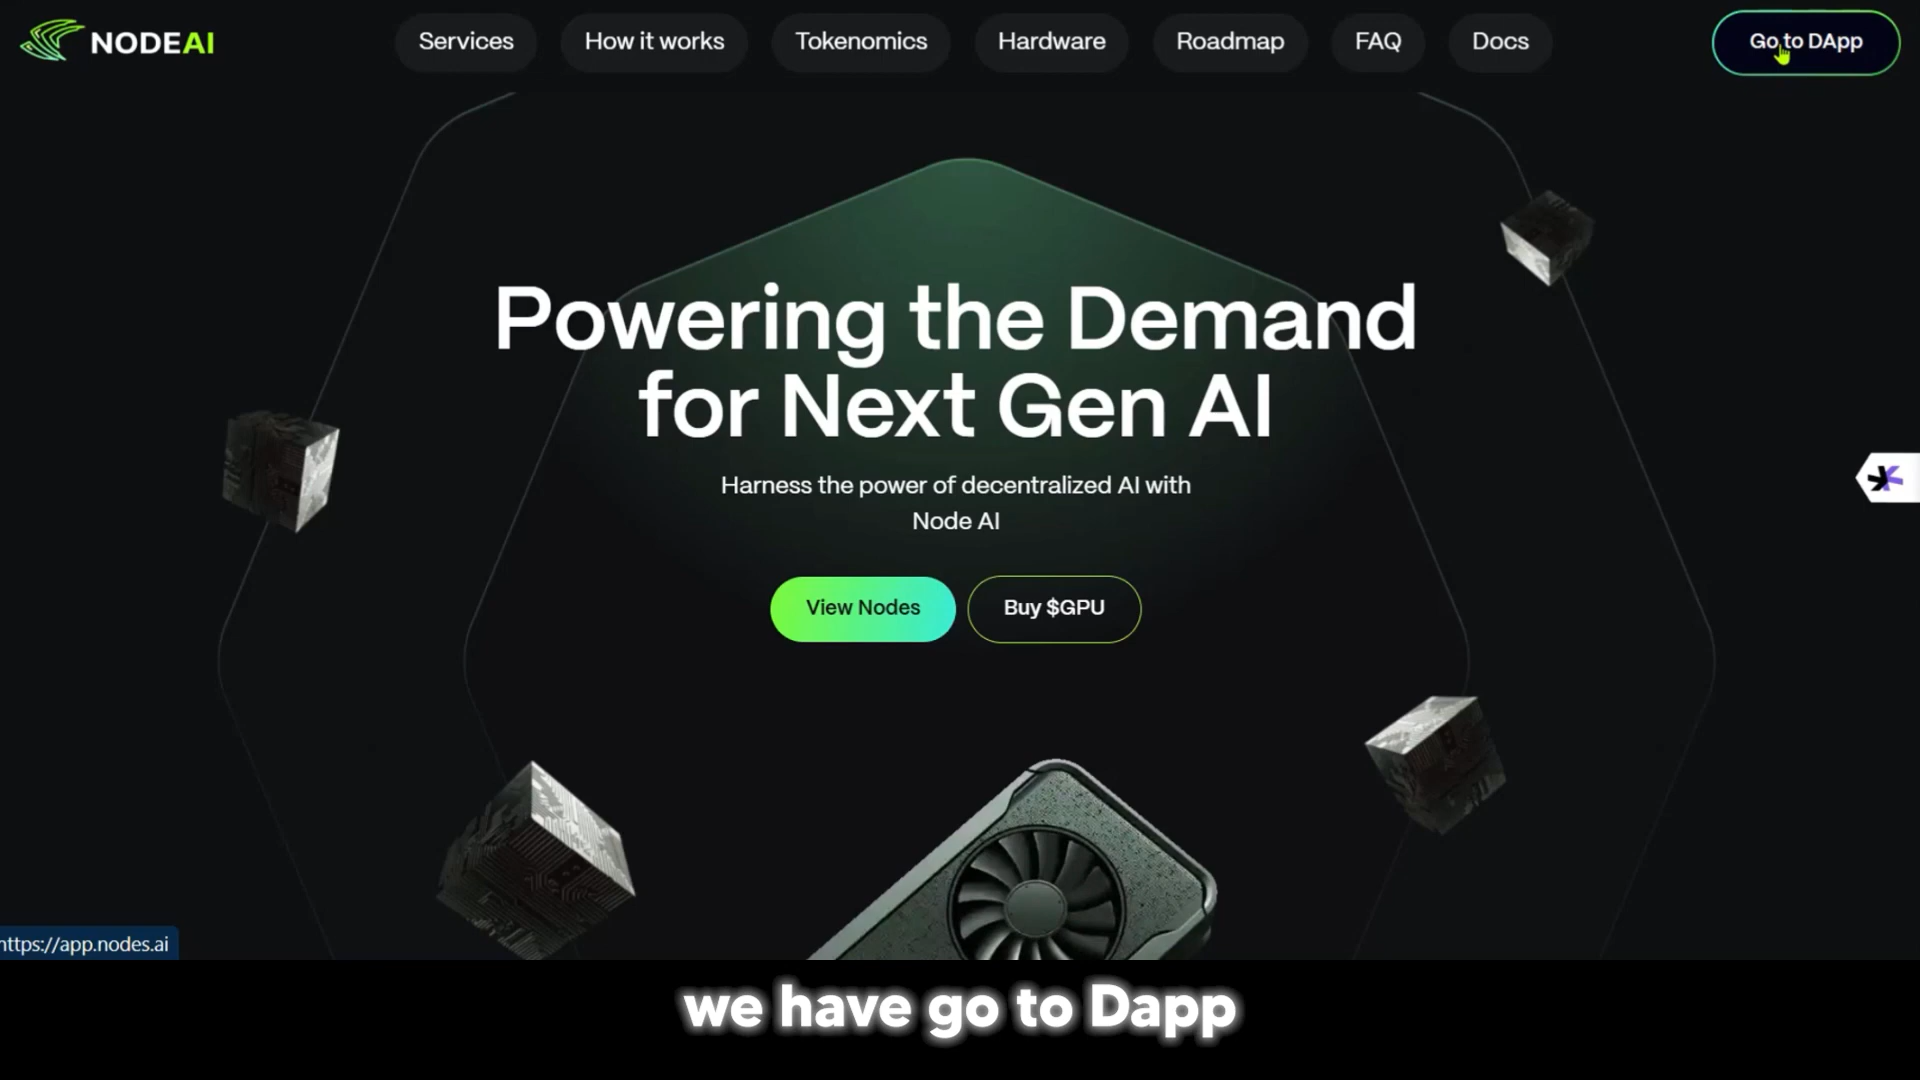 NODEAI
Services
How it works
Tokenomics
Hardware
Roadmap
FAQ
Docs
Go to DApp
Powering the Demand
for Next Gen AI
Harness the power of decentralized AI with
Node AI
View Nodes
Buy $GPU
https://app.nodes.ai
we have go to Dapp